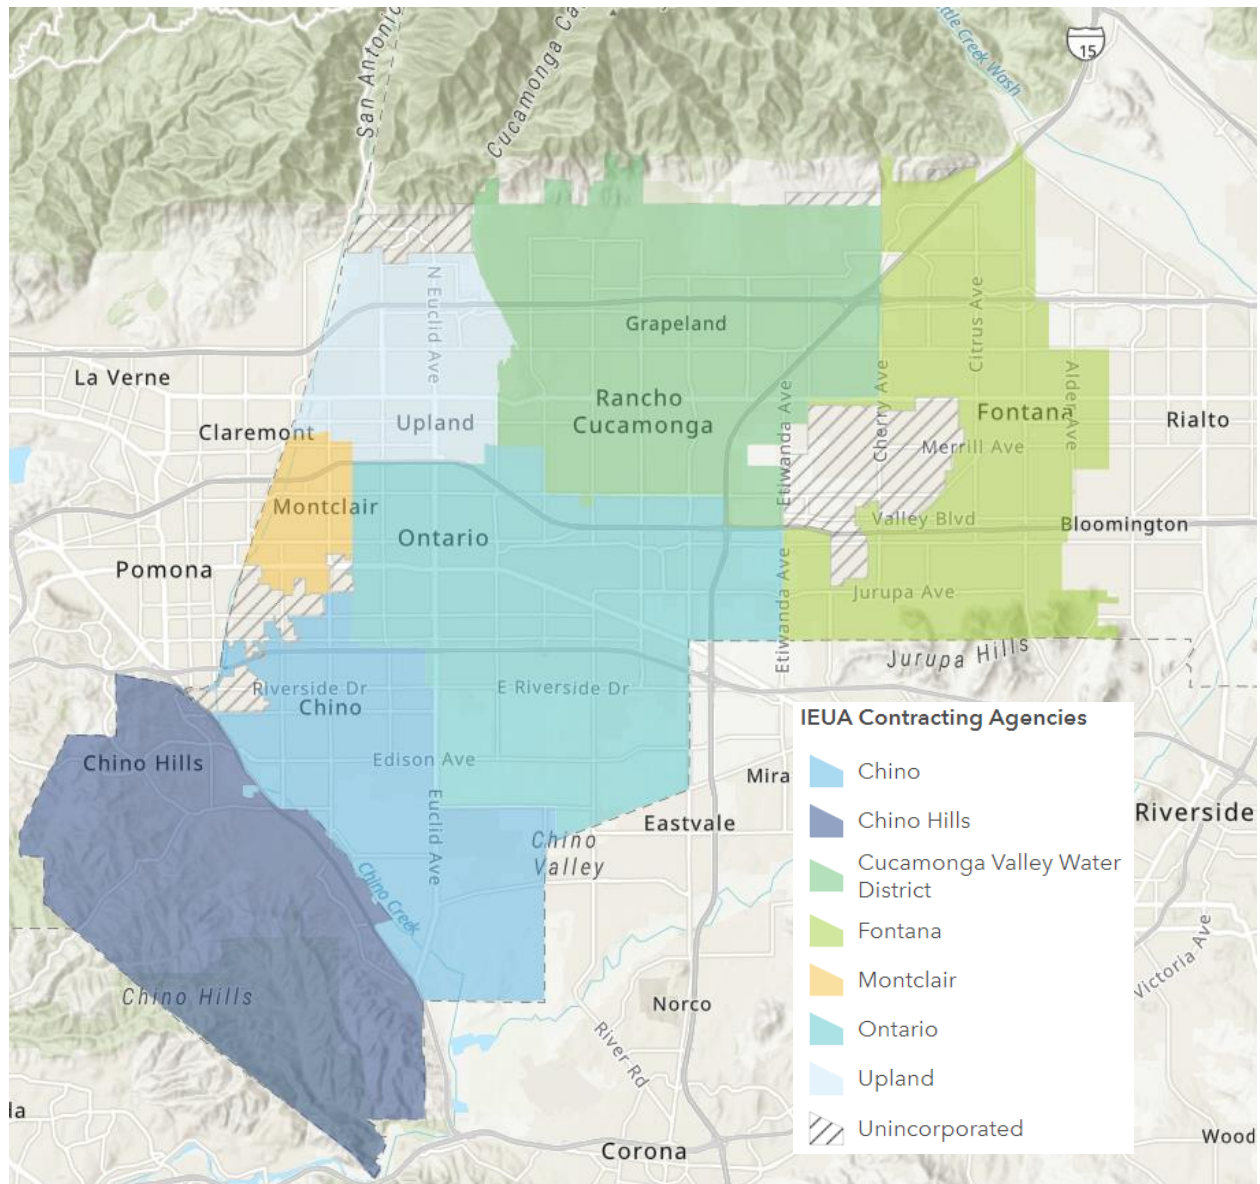 San Antonio
Cucamonga Ca
ttle Creek Wash
15
N Euclid Ave
Grapeland
Citrus Ave
La Verne
Rancho
Cucamonga
Etiwanda Ave
Cherry Ave
Alder Ave
Fontana
Rialto
Claremont
Upland
Merrill Ave
Montclair
Ontario
Valley Blvd
Bloomington
Pomona
Etiwanda Ave
Jurupa Ave
Jurupa Hills
Riverside Dr
E Riverside Dr
Chino
Chino Hills
Edison Ave
Euclid Ave
Mira
Eastvale
Riverside
Chino
Valley
Chino Creek
Chino Hills
Norco
River Rd
Victoria Ave
la
Corona
Wood
IEUA Contracting Agencies
Chino
Chino Hills
Cucamonga Valley Water
District
Fontana
Montclair
Ontario
Upland
Unincorporated